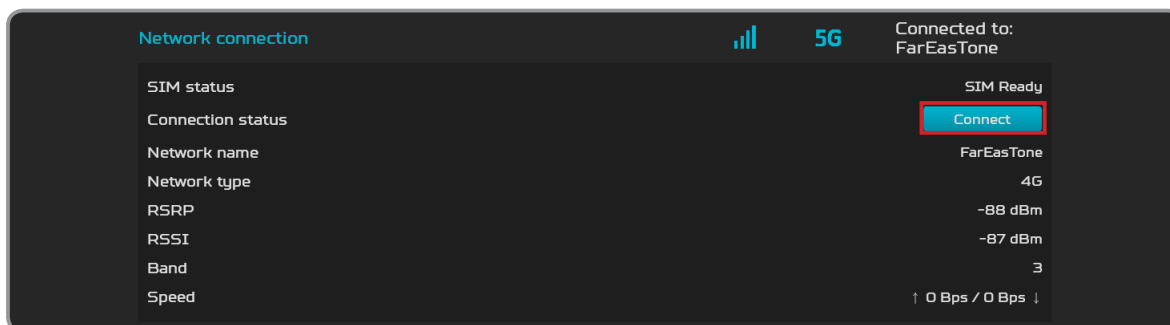 Network connection 5G Connected to:
FarEasTone
SIM status SIM Ready
Connection status Connect
Network name FarEasTone
Network type 4G
RSRP -88 dBm
RSSI -87 dBm
Band 3
Speed ↑ 0 Bps / 0 Bps ↓